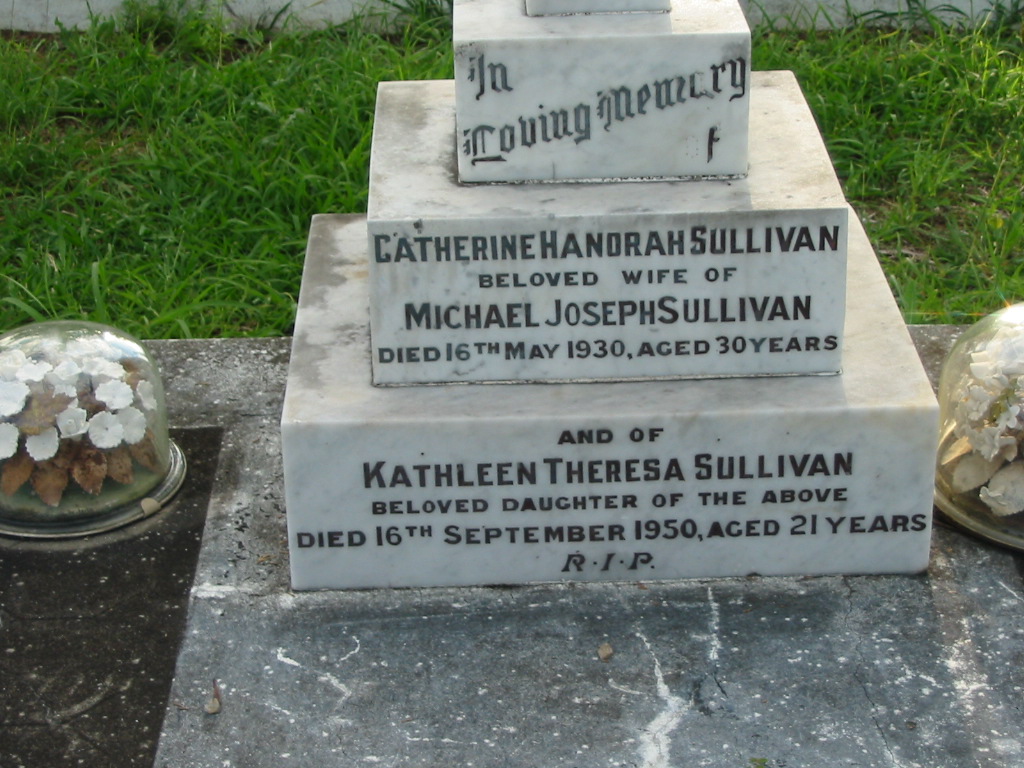 In
Loving Memory
f
CATHERINE HANORAH SULLIVAN
BELOVED WIFE OF
MICHAEL JOSEPH SULLIVAN
DIED 16TH MAY 1930, AGED 30 YEARS
AND OF
KATHLEEN THERESA SULLIVAN
BELOVED DAUGHTER OF THE ABOVE
DIED 16TH SEPTEMBER 1950, AGED 21 YEARS
R.I.P.